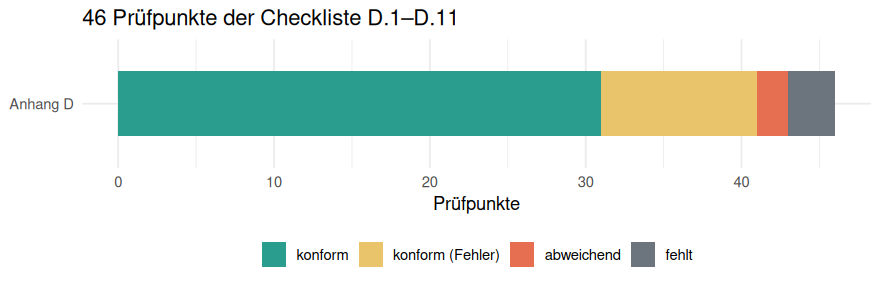 46 Prüfpunkte der Checkliste D.1–D.11
Anhang D
0 10 20 30 40
Prüfpunkte
konform konform (Fehler) abweichend fehlt